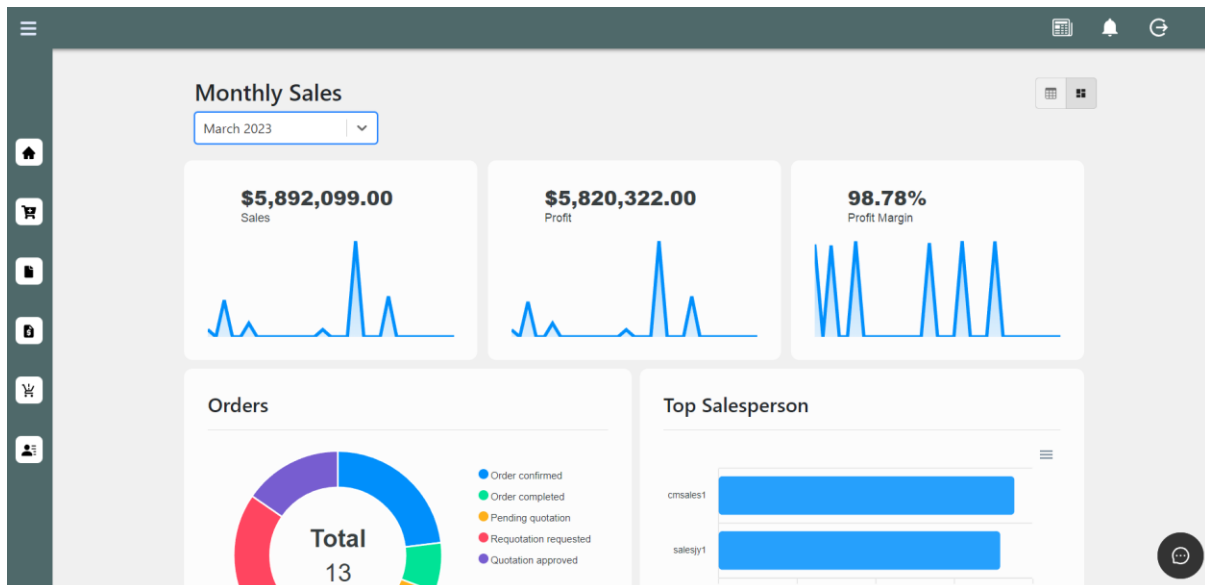 Monthly Sales
March 2023
$5,892,099.00
Sales
$5,820,322.00
Profit
98.78%
Profit Margin
Orders
Order confirmed
Order completed
Pending quotation
Requotation requested
Quotation approved
Total
13
Top Salesperson
cmsales1
salesjy1